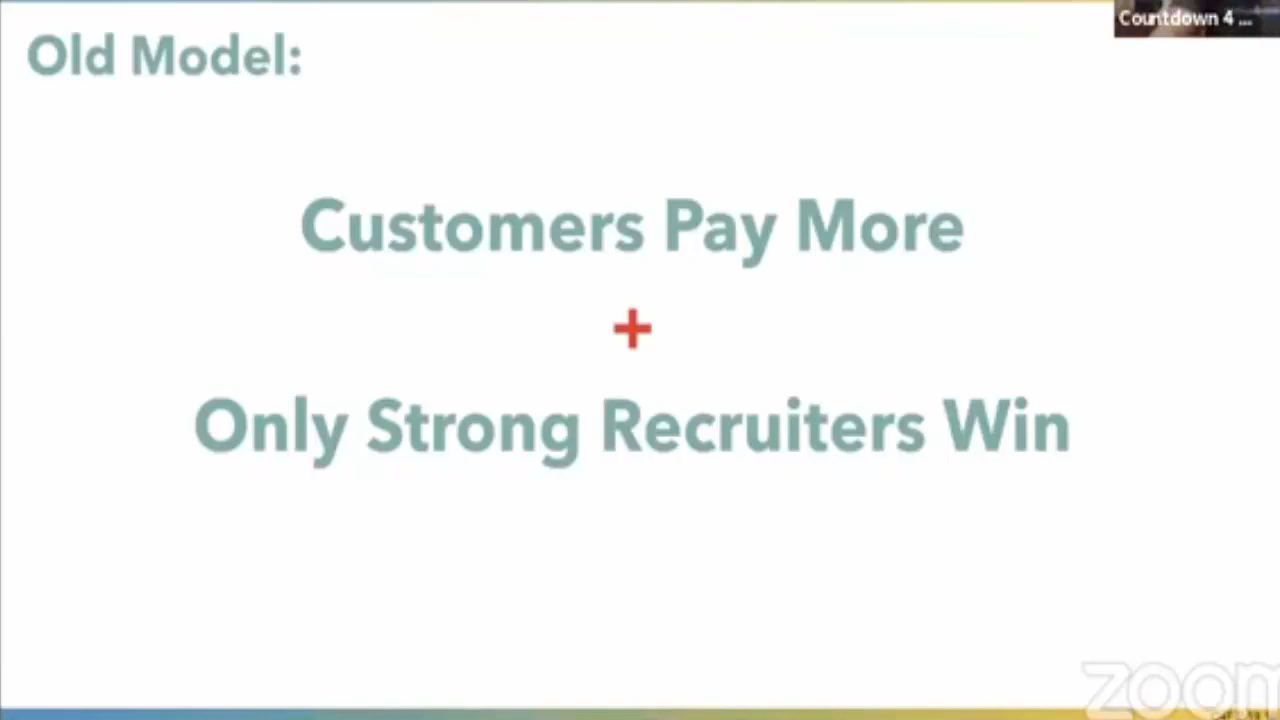 Countdown 4 ...
Old Model:
Customers Pay More
+
Only Strong Recruiters Win
zoom